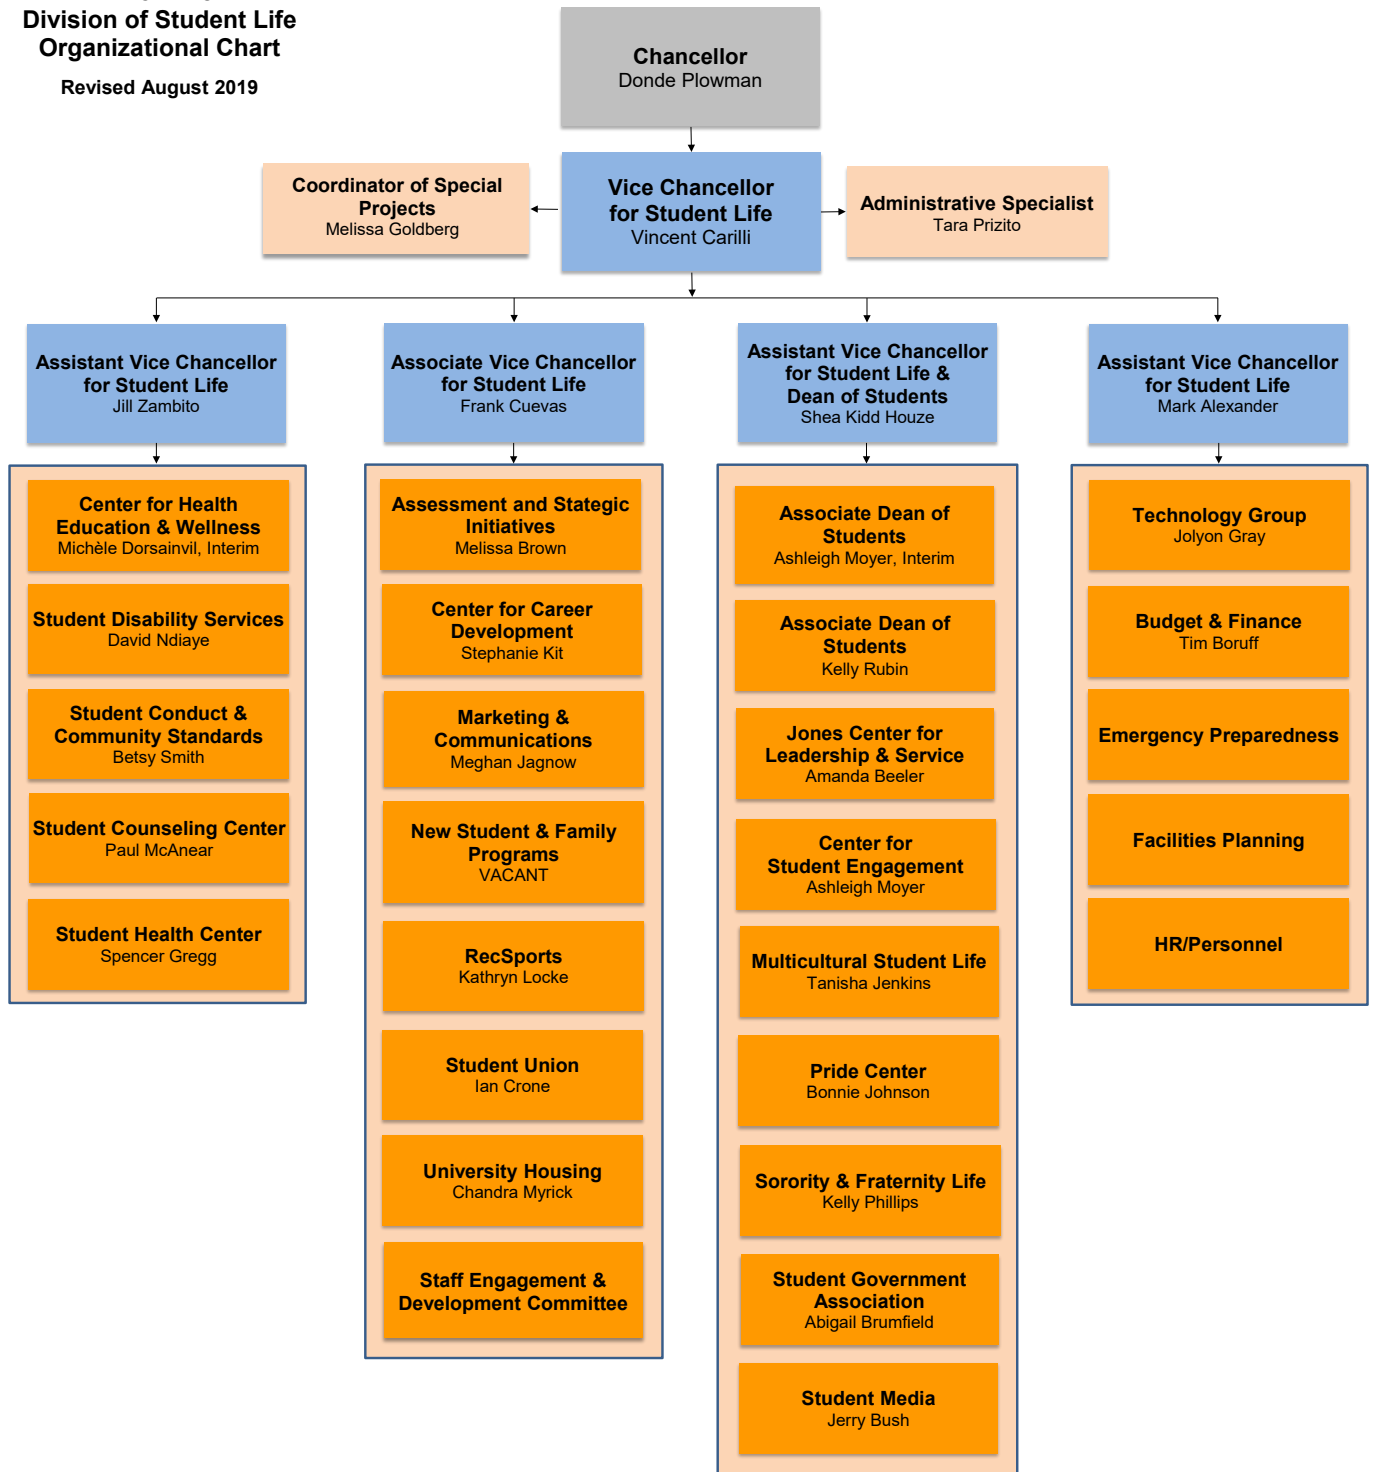 Division of Student Life
Organizational Chart
Revised August 2019
Chancellor
Donde Plowman
Coordinator of Special
Projects
Melissa Goldberg
Vice Chancellor
for Student Life
Vincent Carilli
Administrative Specialist
Tara Prizito
Assistant Vice Chancellor
for Student Life
Jill Zambito
Associate Vice Chancellor
for Student Life
Frank Cuevas
Assistant Vice Chancellor
for Student Life &
Dean of Students
Shea Kidd Houze
Assistant Vice Chancellor
for Student Life
Mark Alexander
Center for Health
Education & Wellness
Michèle Dorsainvil, Interim
Student Disability Services
David Ndiaye
Student Conduct &
Community Standards
Betsy Smith
Student Counseling Center
Paul McAnear
Student Health Center
Spencer Gregg
Assessment and Stategic
Initiatives
Melissa Brown
Center for Career
Development
Stephanie Kit
Marketing &
Communications
Meghan Jagnow
New Student & Family
Programs
VACANT
RecSports
Kathryn Locke
Student Union
Ian Crone
University Housing
Chandra Myrick
Staff Engagement &
Development Committee
Associate Dean of
Students
Ashleigh Moyer, Interim
Associate Dean of
Students
Kelly Rubin
Jones Center for
Leadership & Service
Amanda Beeler
Center for
Student Engagement
Ashleigh Moyer
Multicultural Student Life
Tanisha Jenkins
Pride Center
Bonnie Johnson
Sorority & Fraternity Life
Kelly Phillips
Student Government
Association
Abigail Brumfield
Student Media
Jerry Bush
Technology Group
Jolyon Gray
Budget & Finance
Tim Boruff
Emergency Preparedness
Facilities Planning
HR/Personnel